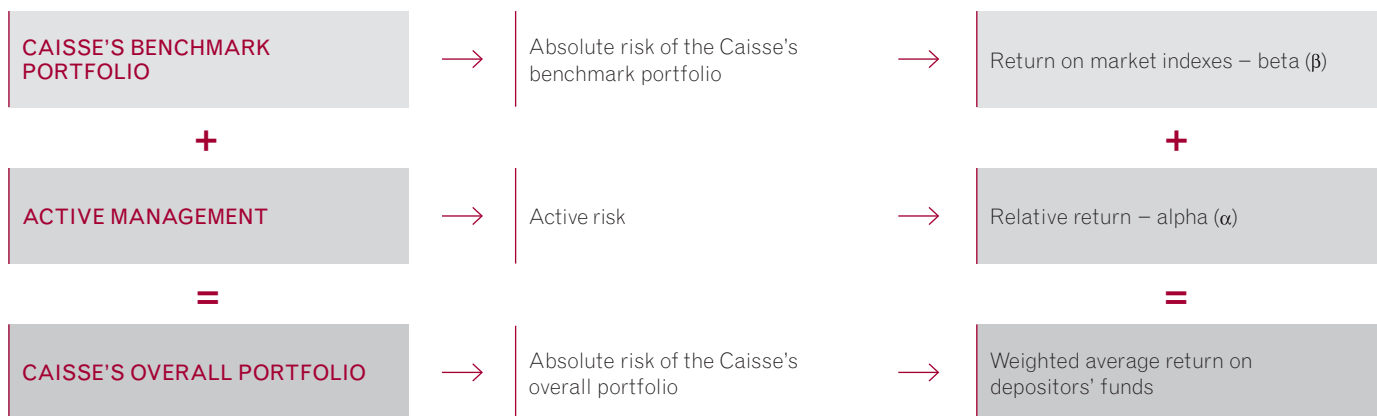 CAISSE'S BENCHMARK
PORTFOLIO
→
Absolute risk of the Caisse's
benchmark portfolio
→
Return on market indexes – beta (β)
+
+
ACTIVE MANAGEMENT
→
Active risk
→
Relative return – alpha (α)
=
=
CAISSE'S OVERALL PORTFOLIO
→
Absolute risk of the Caisse's
overall portfolio
→
Weighted average return on
depositors' funds